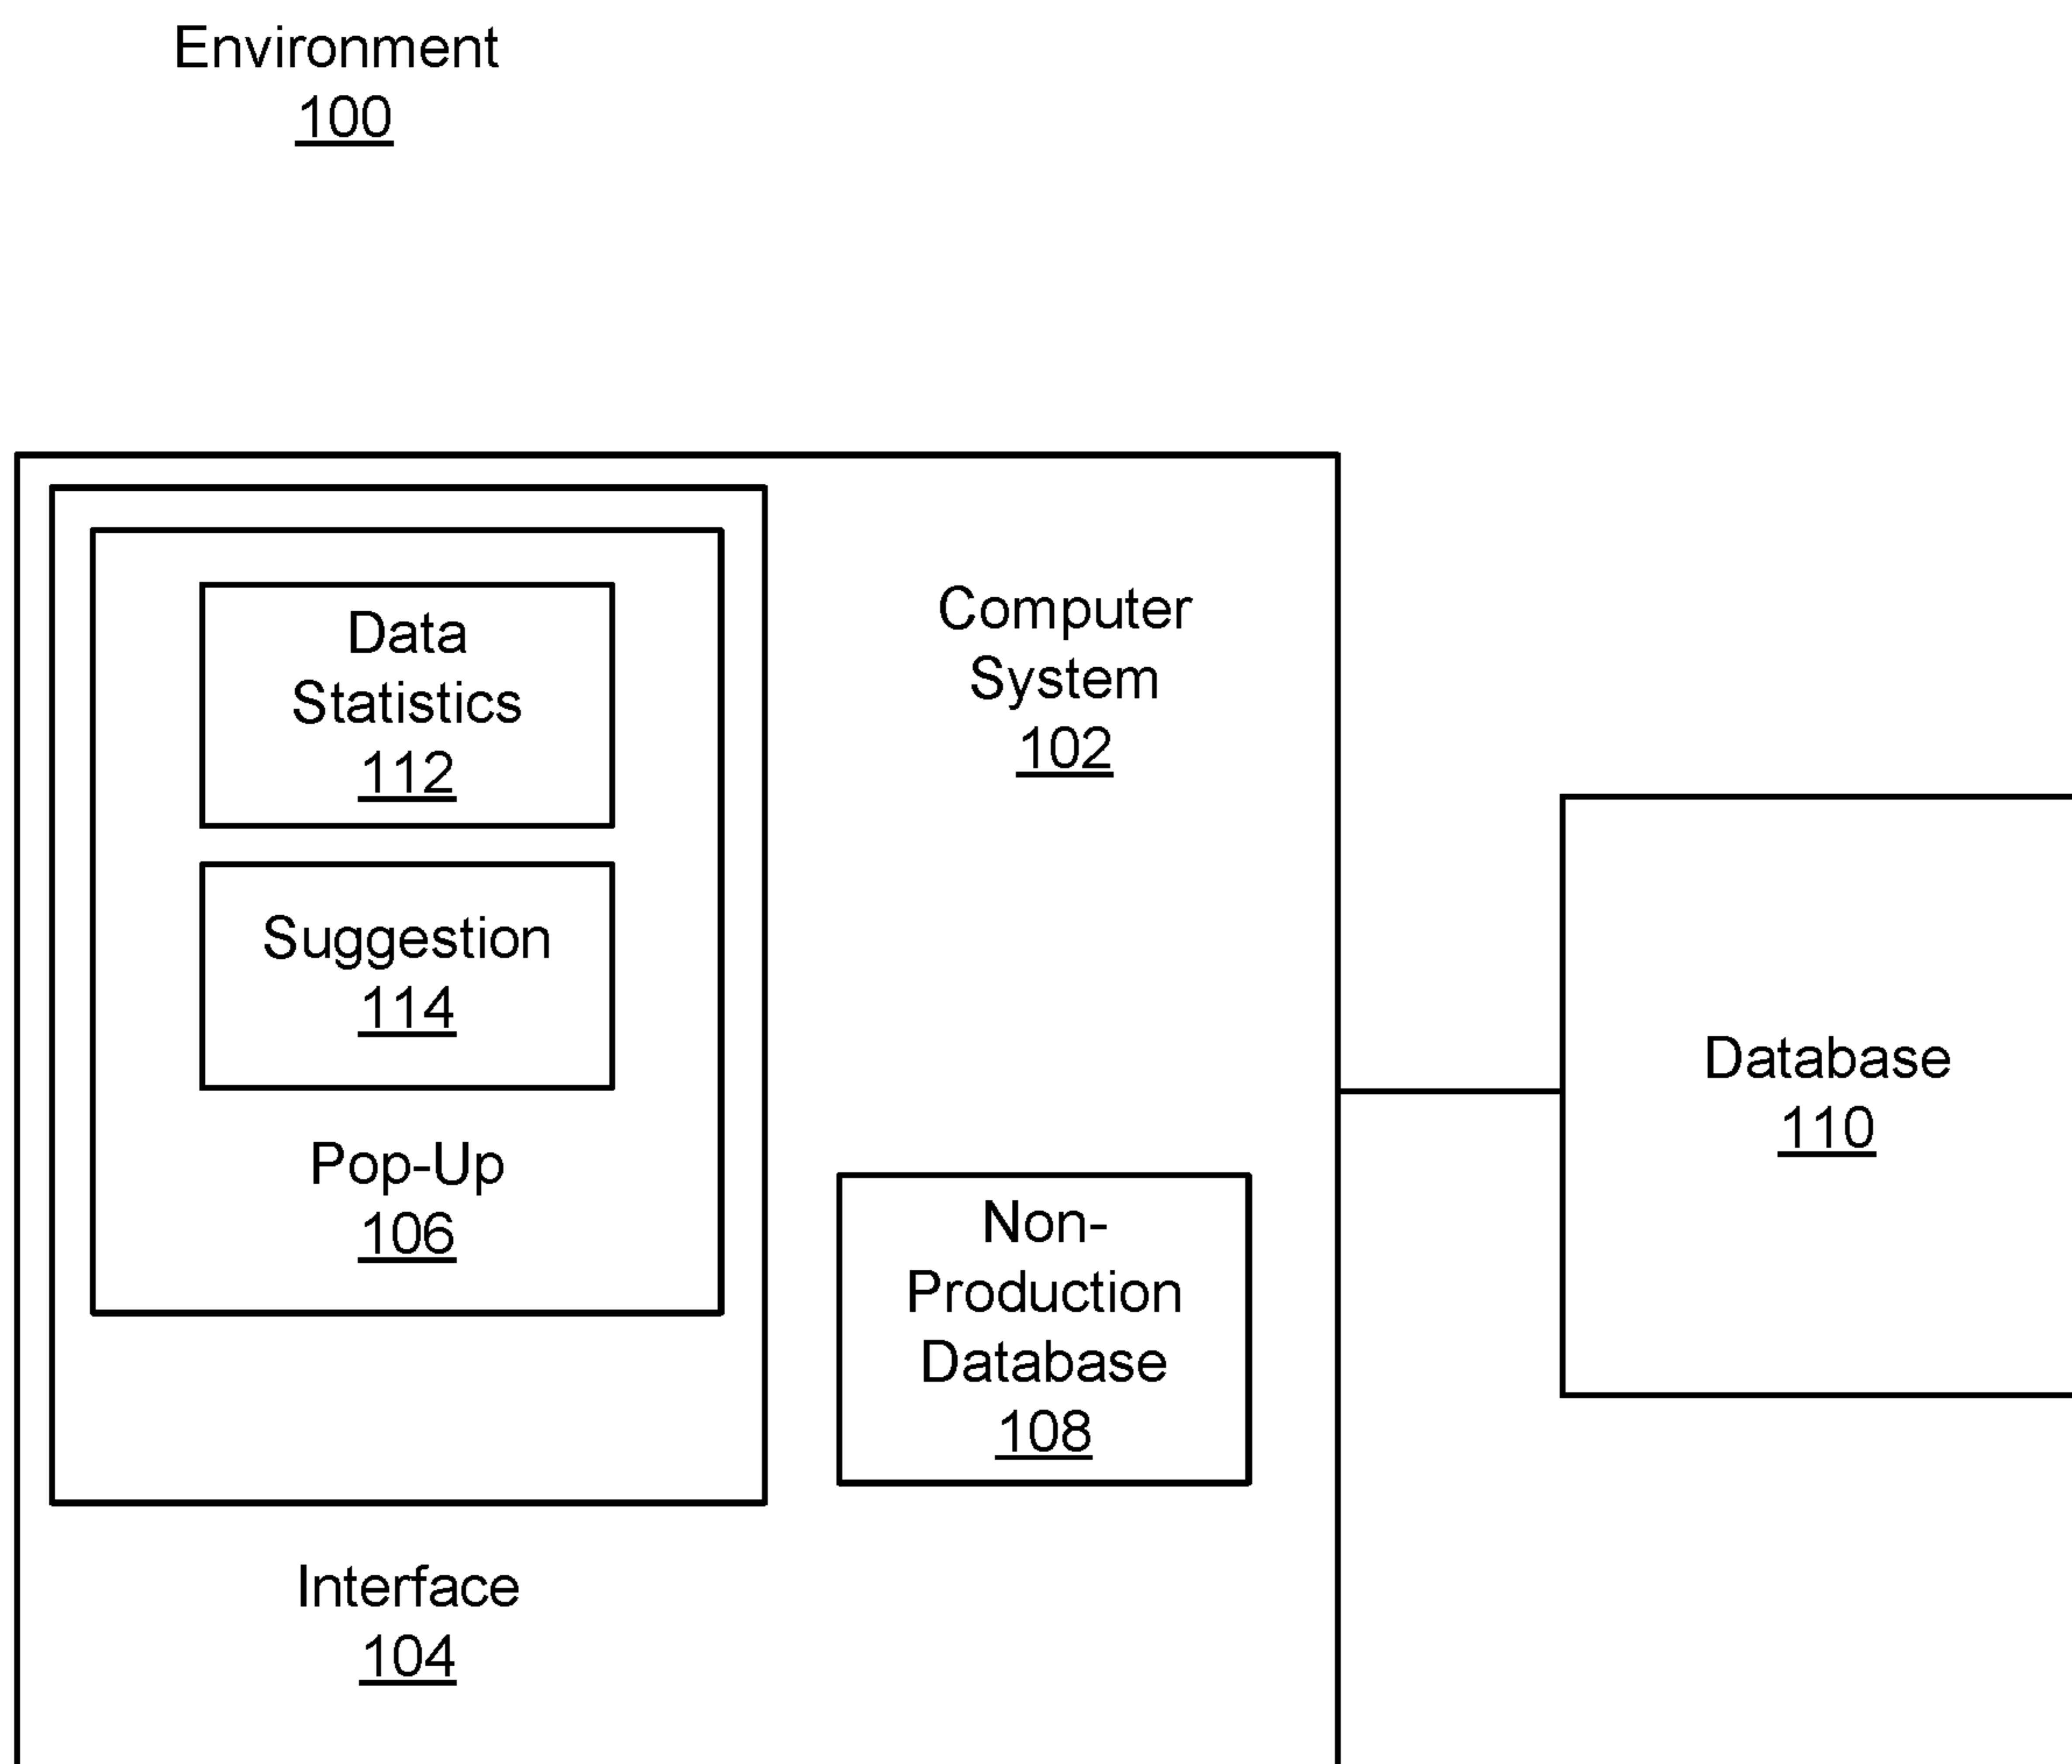 Environment
100
Data
Statistics
112
Suggestion
114
Pop-Up
106
Interface
104
Computer
System
102
Non-
Production
Database
108
Database
110